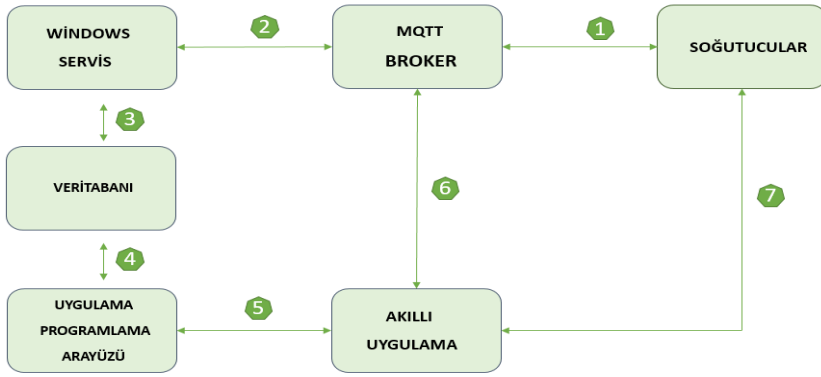 WİNDOWS
SERVİS
2
MQTT
BROKER
1
SOĞUTUCULAR
3
VERİTABANI
6
7
4
UYGULAMA
PROGRAMLAMA
ARAYÜZÜ
5
AKILLI
UYGULAMA